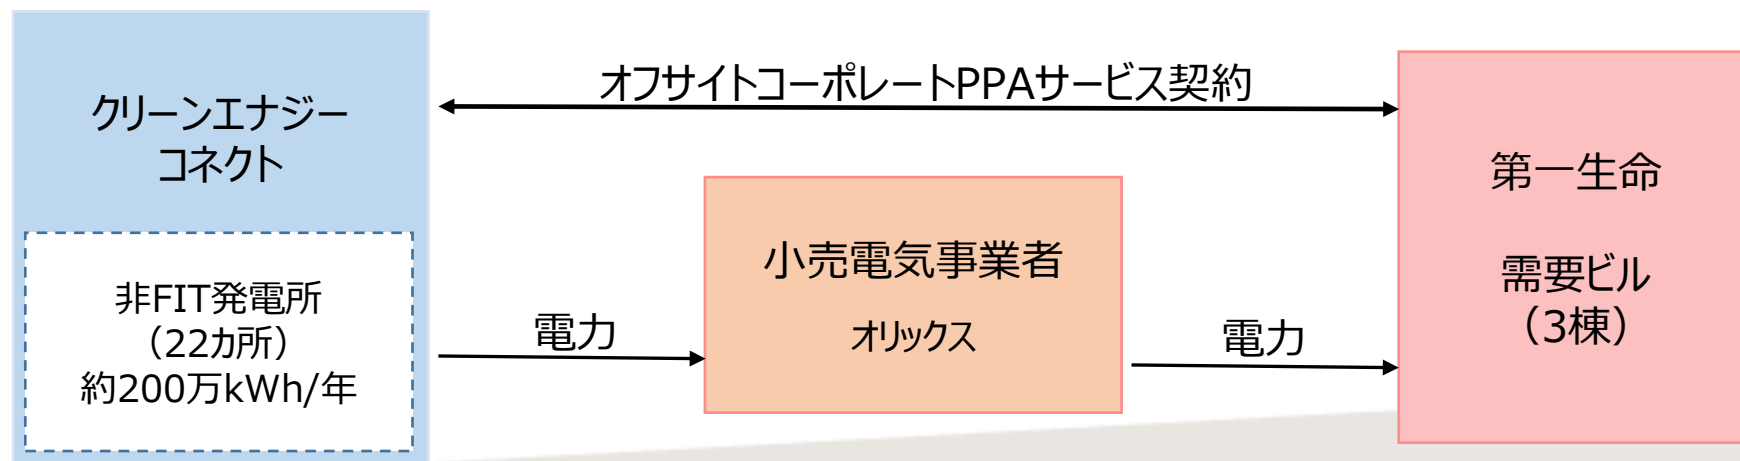 オフサイトコーポレートPPAサービス契約
クリーンエナジー
コネクト
非FIT発電所
（22カ所）
約200万kWh/年
電力
小売電気事業者
オリックス
電力
第一生命
需要ビル
（3棟）